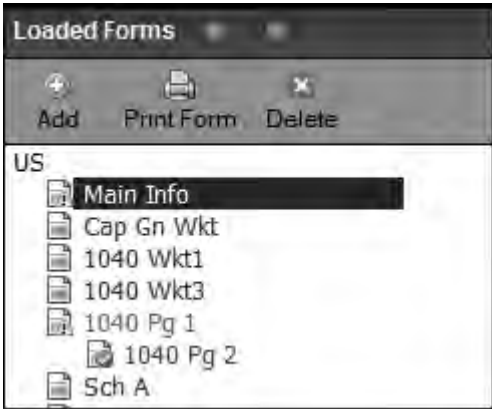 Loaded Forms
Add Print Form Delete
US
Main Info
Cap Gn Wkt
1040 Wkt1
1040 Wkt3
1040 Pg 1
1040 Pg 2
Sch A